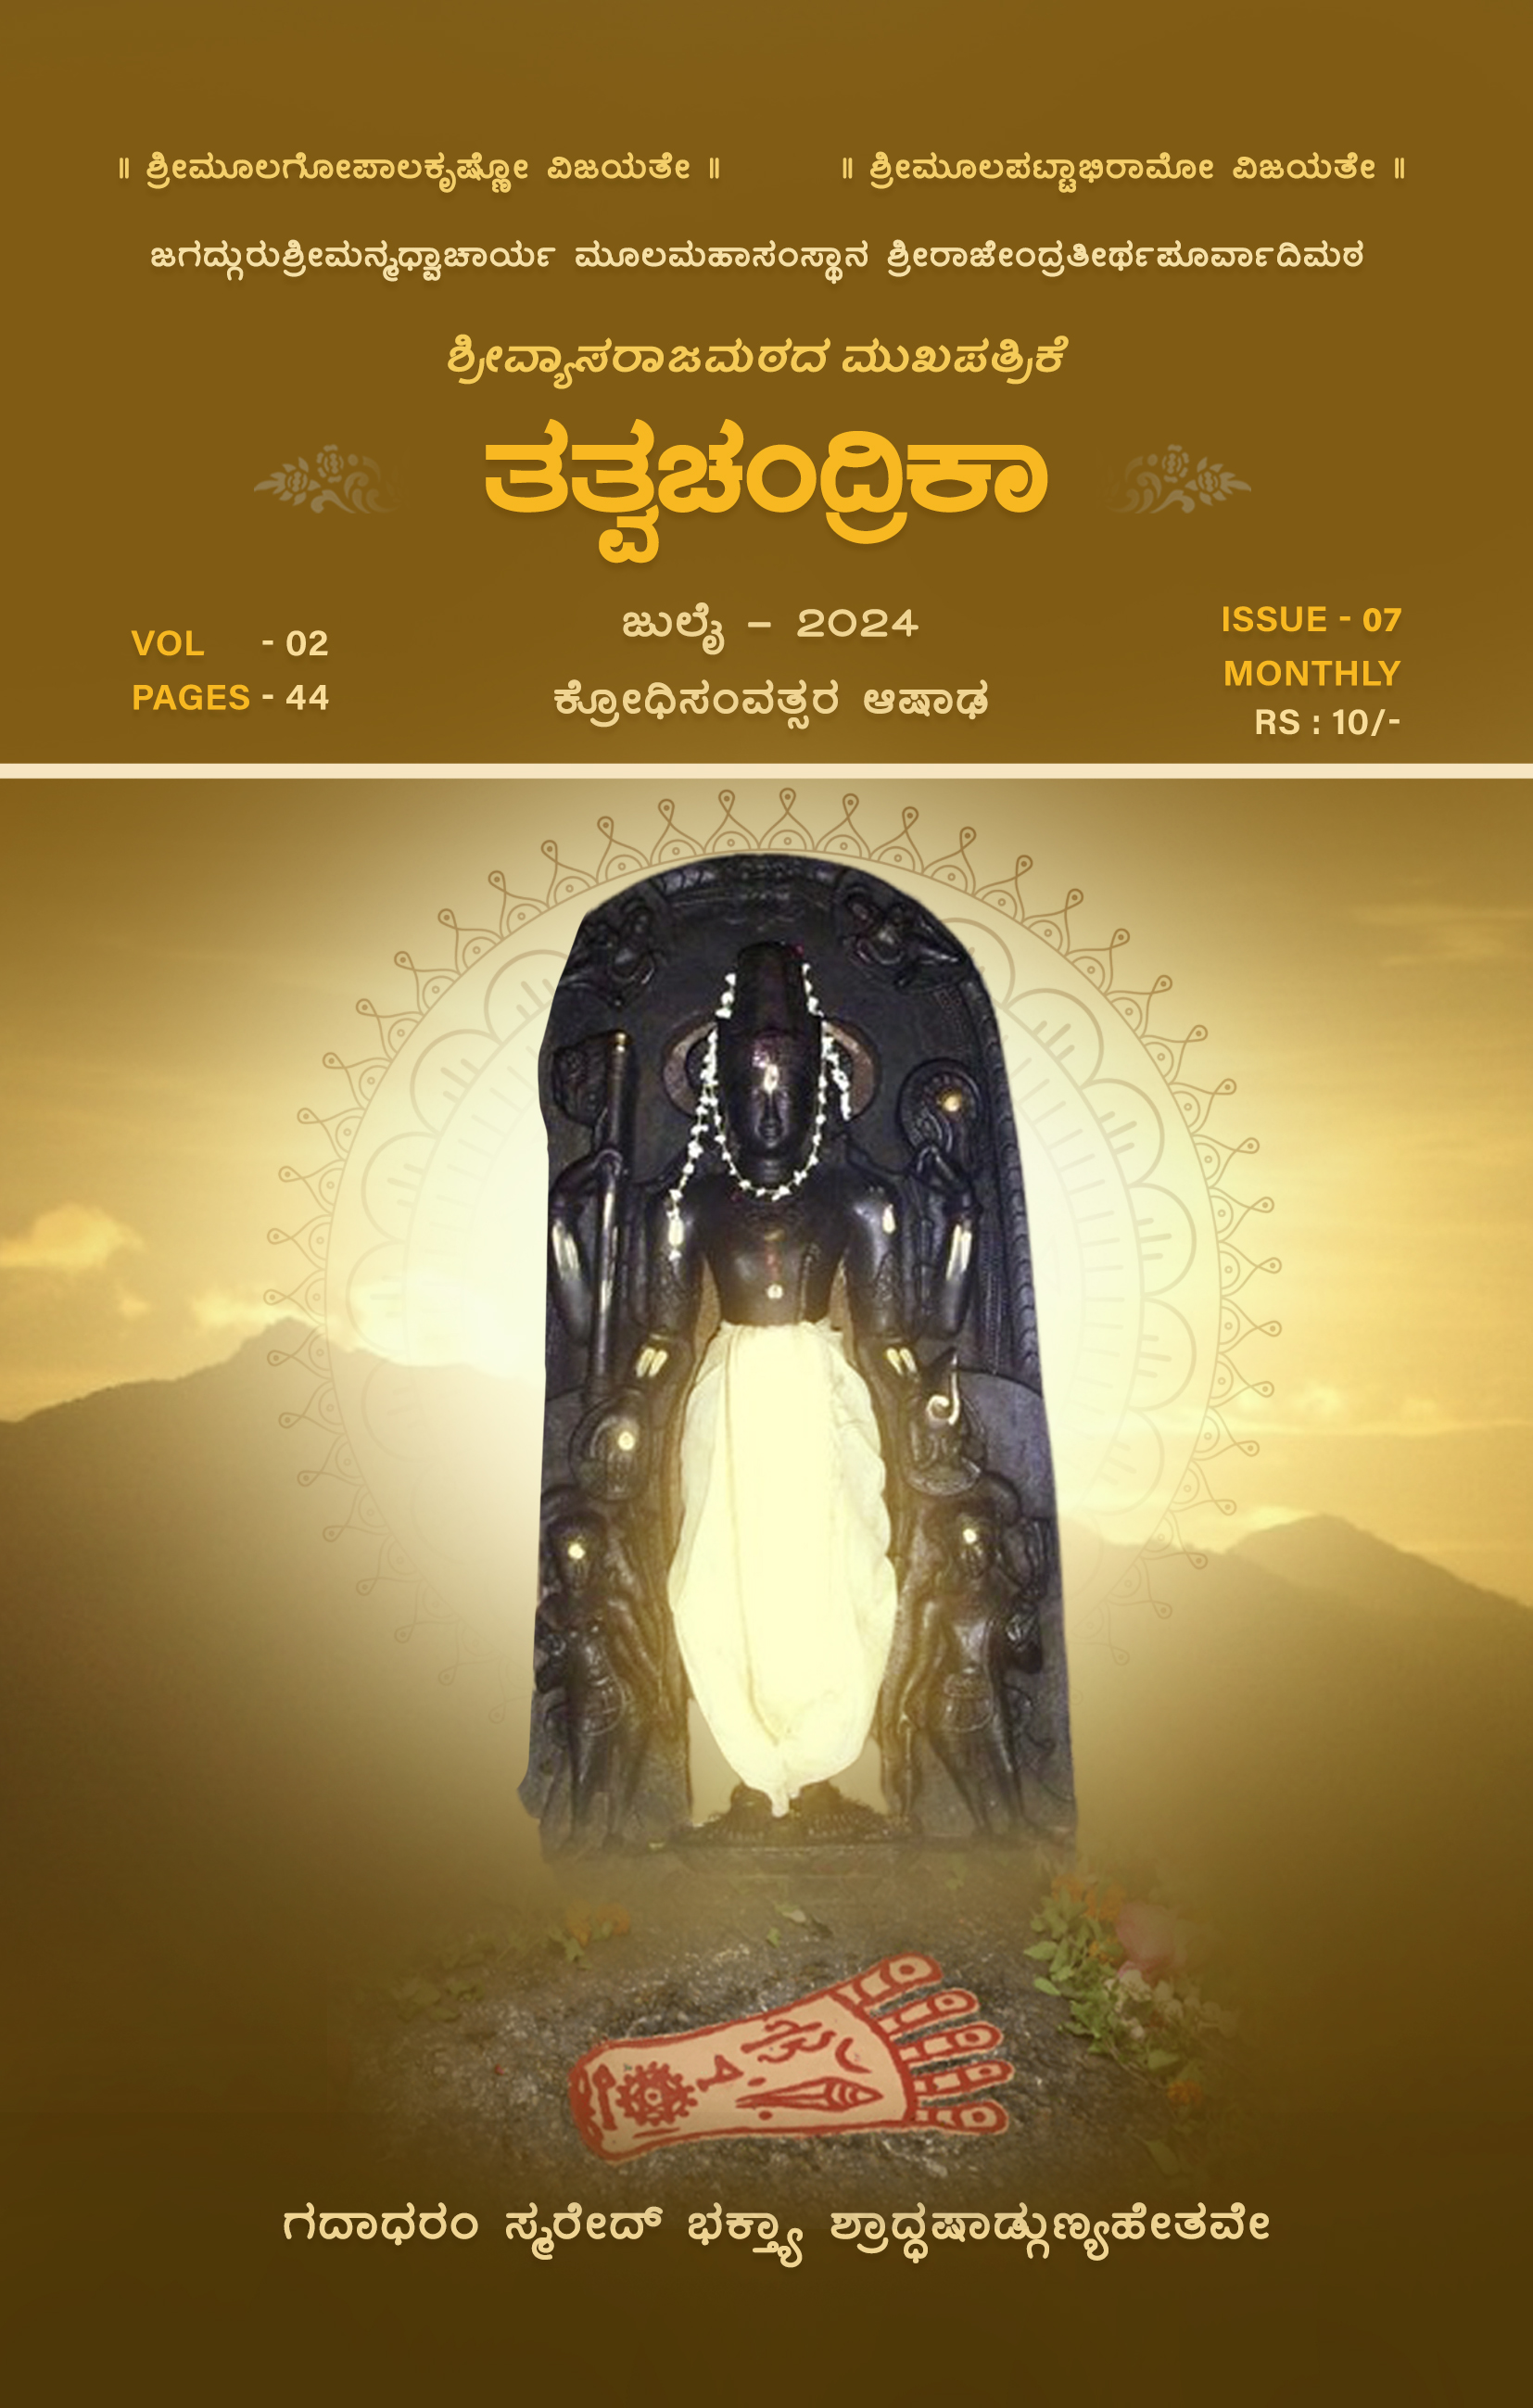 ॥ ಶ್ರೀಮೂಲಗೋಪಾಲಕೃಷ್ಣೋ ವಿಜಯತೇ ॥ ॥ ಶ್ರೀಮೂಲಪಟ್ಟಾಭಿರಾಮೋ ವಿಜಯತೇ ॥
ಜಗದ್ಗುರುಶ್ರೀಮನ್ಮಧ್ವಾಚಾರ್ಯ ಮೂಲಮಹಾಸಂಸ್ಥಾನ ಶ್ರೀರಾಜೇಂದ್ರತೀರ್ಥಪೂರ್ವಾದಿಮಠ
ಶ್ರೀವ್ಯಾಸರಾಜಮಠದ ಮುಖಪತ್ರಿಕೆ
ತತ್ವಚಂದ್ರಿಕಾ
VOL - 02
PAGES - 44
ಜುಲೈ – 2024
ಕ್ರೋಧಿಸಂವತ್ಸರ ಆಷಾಢ
ISSUE - 07
MONTHLY
RS : 10/-
ಗದಾಧರಂ ಸ್ಮರೇದ್ ಭಕ್ತ್ಯಾ ಶ್ರಾದ್ಧಷಾಡ್ಗುಣ್ಯಹೇತವೇ